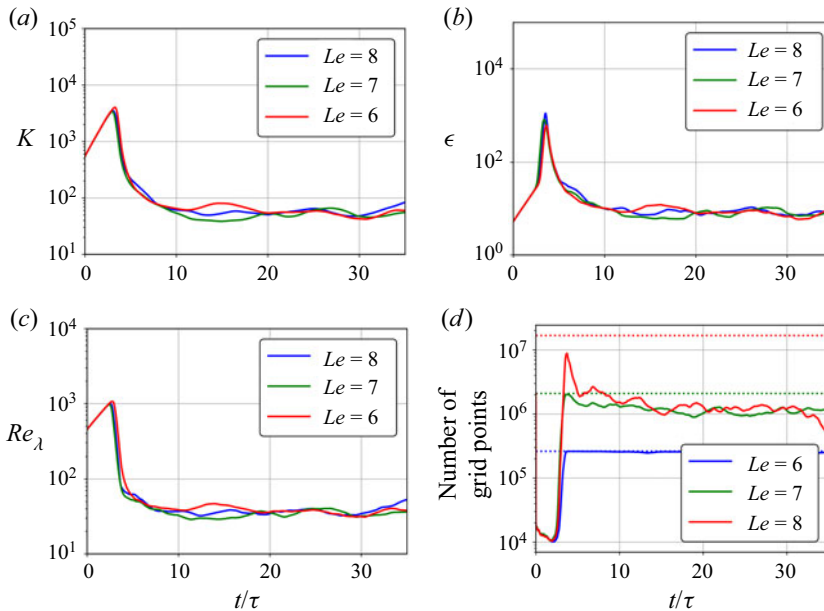 (a)
10^5
10^4
K
10^3
10^2
10^1
0
10
20
30
Le = 8
Le = 7
Le = 6
(b)
10^4
ϵ
10^2
10^0
0
10
20
30
Le = 8
Le = 7
Le = 6
(c)
10^4
10^3
Re_λ
10^2
10^1
0
10
20
30
t/τ
Le = 8
Le = 7
Le = 6
(d)
10^7
Number of
grid points
10^6
10^5
10^4
0
10
20
30
t/τ
Le = 6
Le = 7
Le = 8